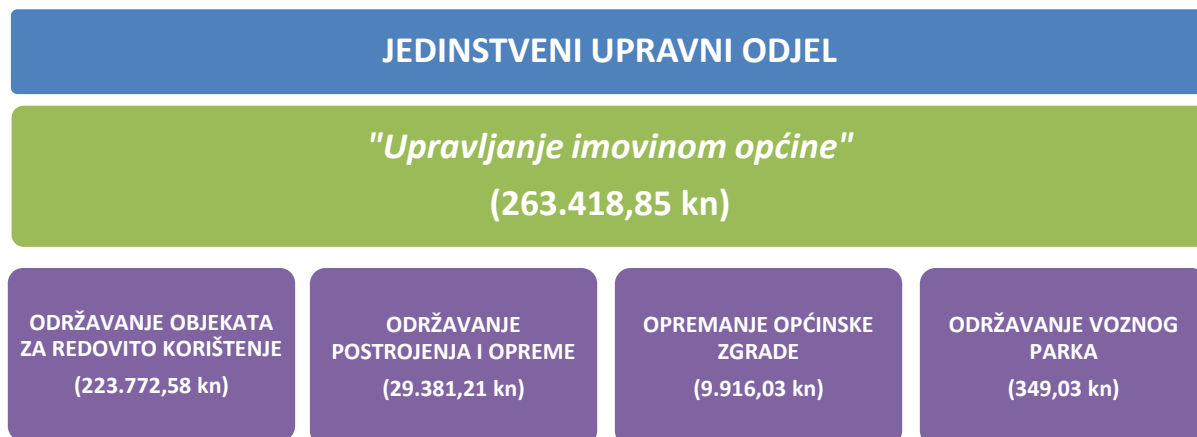 JEDINSTVENI UPRAVNI ODJEL
"Upravljanje imovinom općine"
(263.418,85 kn)
ODRŽAVANJE OBJEKATA
ZA REDOVITO KORIŠTENJE
(223.772,58 kn)
ODRŽAVANJE
POSTROJENJA I OPREME
(29.381,21 kn)
OPREMANJE OPĆINSKE
ZGRADE
(9.916,03 kn)
ODRŽAVANJE VOZNOG
PARKA
(349,03 kn)